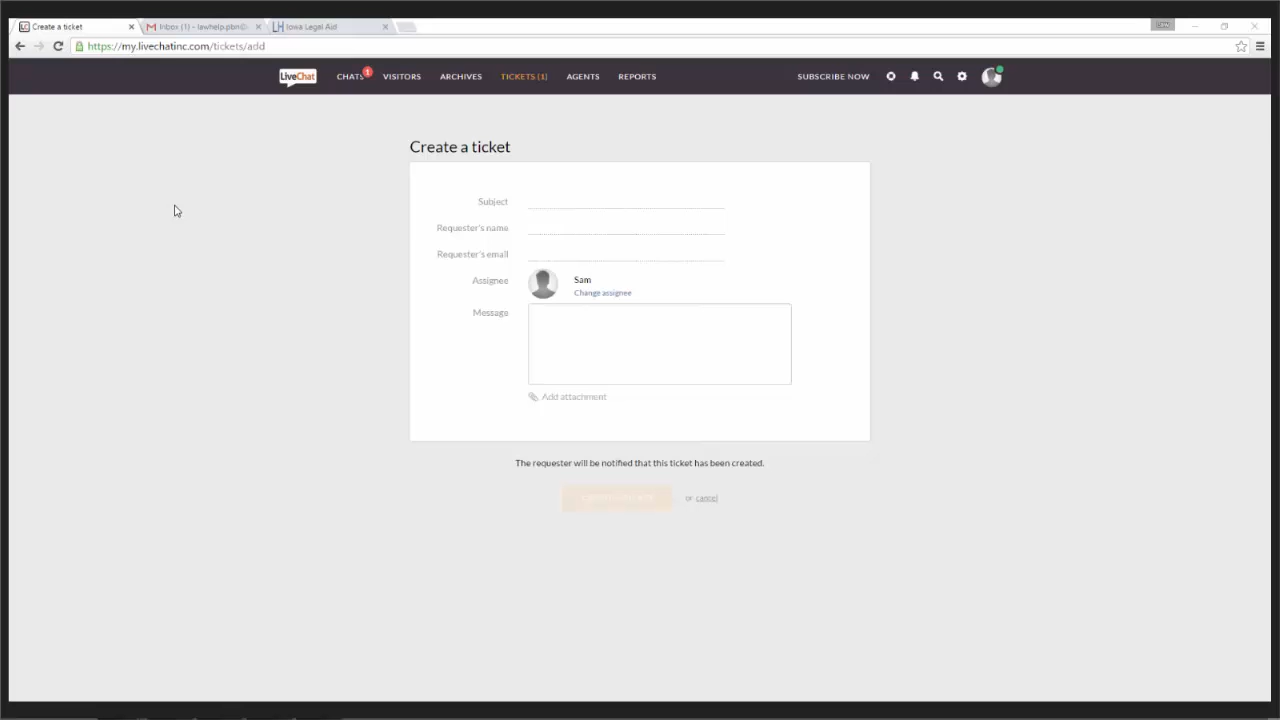 Create a ticket
Inbox (1) - lawhelp.pbn@
Iowa Legal Aid
https://my.livechatinc.com/tickets/add
LiveChat
CHATS
1
VISITORS
ARCHIVES
TICKETS (1)
AGENTS
REPORTS
SUBSCRIBE NOW
Create a ticket
Subject
Requester's name
Requester's email
Assignee
Sam
Change assignee
Message
Add attachment
The requester will be notified that this ticket has been created.
or cancel